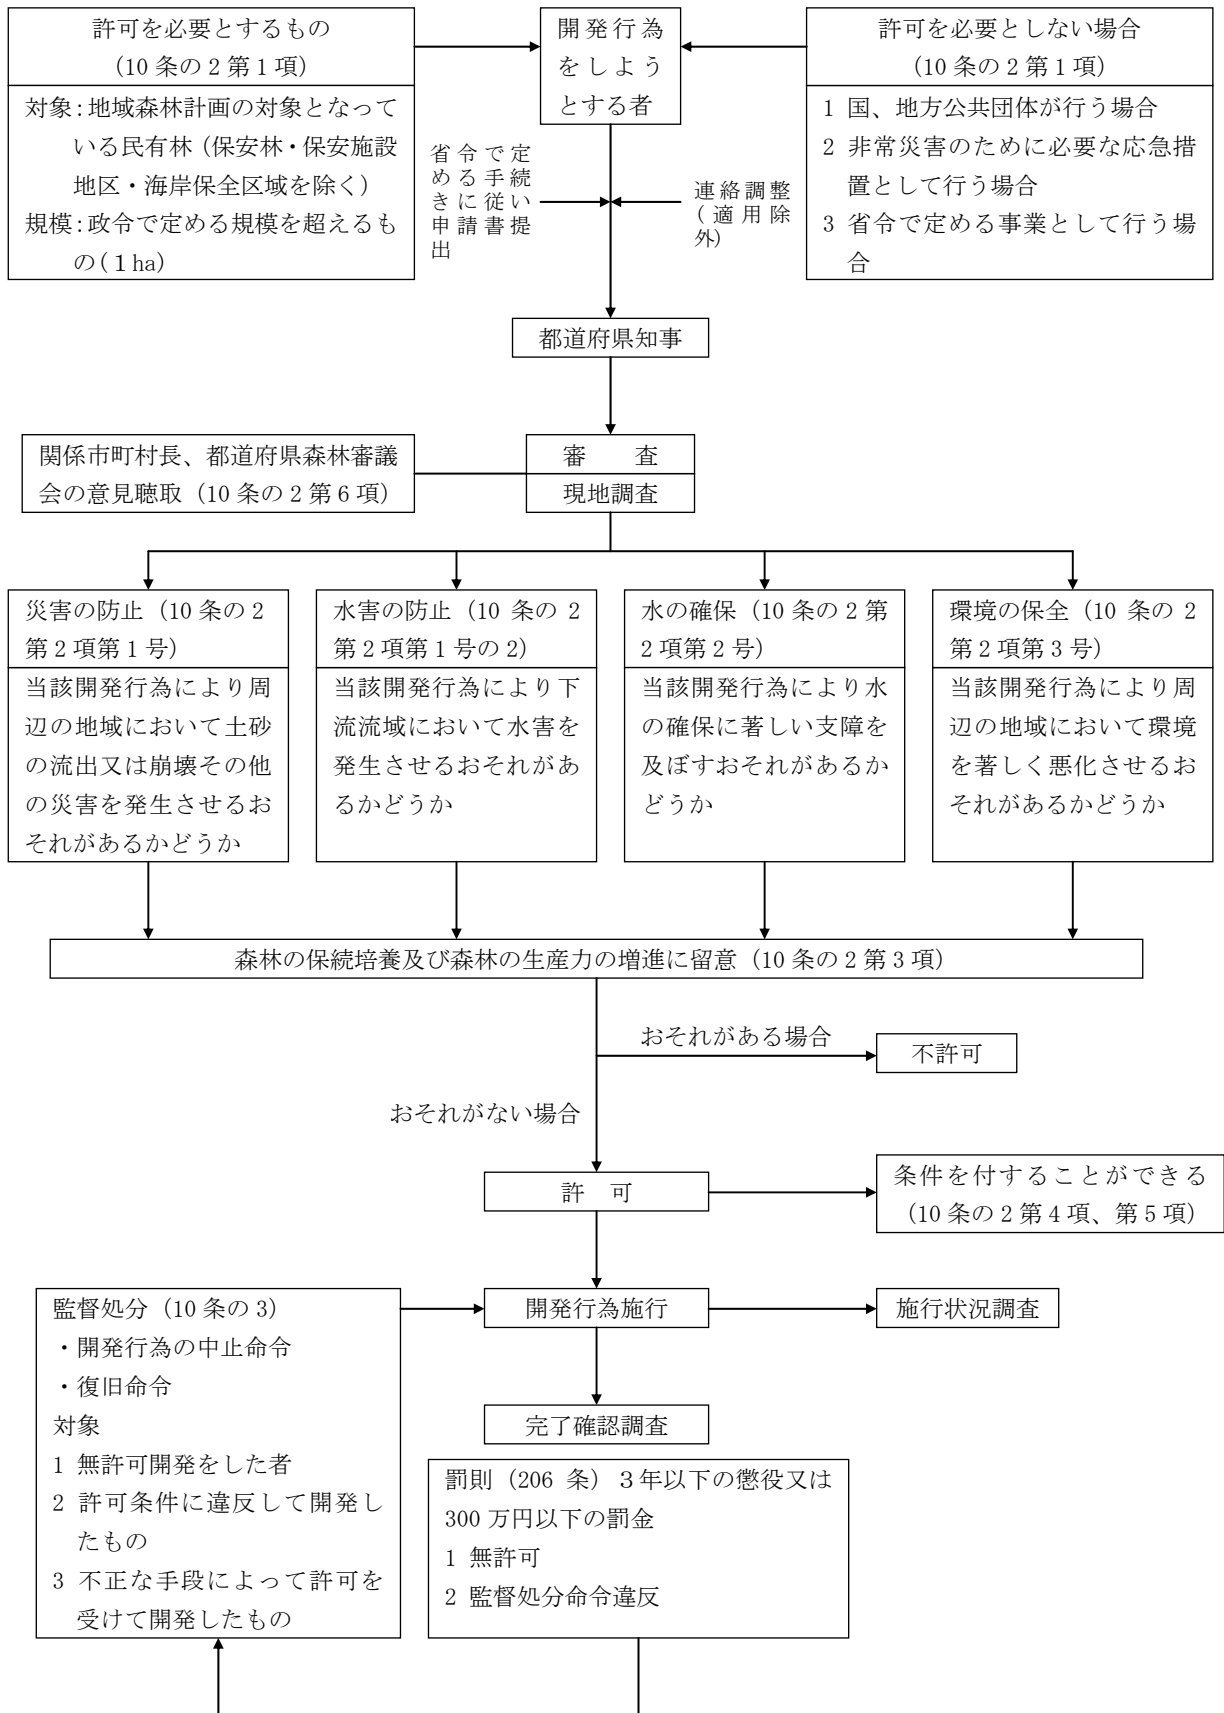 許可を必要とするもの
(10 条の 2 第 1 項)
対象:地域森林計画の対象となって
いる民有林(保安林・保安施設
地区・海岸保全区域を除く)
規模:政令で定める規模を超えるも
の(1 ha)
開発行為
をしよう
とする者
許可を必要としない場合
(10 条の 2 第 1 項)
1 国、地方公共団体が行う場合
2 非常災害のために必要な応急措
置として行う場合
3 省令で定める事業として行う場
合
省令で定
める手続
きに従い
申請書提
出
連絡調整
(適用除
外)
都道府県知事
関係市町村長、都道府県森林審議
会の意見聴取(10 条の 2 第 6 項)
審 査
現地調査
災害の防止(10 条の 2
第 2 項第 1 号)
当該開発行為により周
辺の地域において土砂
の流出又は崩壊その他
の災害を発生させるお
それがあるかどうか
水害の防止(10 条の 2
第 2 項第 1 号の 2)
当該開発行為により下
流流域において水害を
発生させるおそれがあ
るかどうか
水の確保(10 条の 2 第
2 項第 2 号)
当該開発行為により水
の確保に著しい支障を
及ぼすおそれがあるか
どうか
環境の保全(10 条の 2
第 2 項第 3 号)
当該開発行為により周
辺の地域において環境
を著しく悪化させるお
それがあるかどうか
森林の保続培養及び森林の生産力の増進に留意(10 条の 2 第 3 項)
おそれがある場合
不許可
おそれがない場合
許 可
条件を付することができる
(10 条の 2 第 4 項、第 5 項)
監督処分(10 条の 3)
・開発行為の中止命令
・復旧命令
対象
1 無許可開発をした者
2 許可条件に違反して開発し
たもの
3 不正な手段によって許可を
受けて開発したもの
開発行為施行
施行状況調査
完了確認調査
罰則(206 条)3年以下の懲役又は
300 万円以下の罰金
1 無許可
2 監督処分命令違反